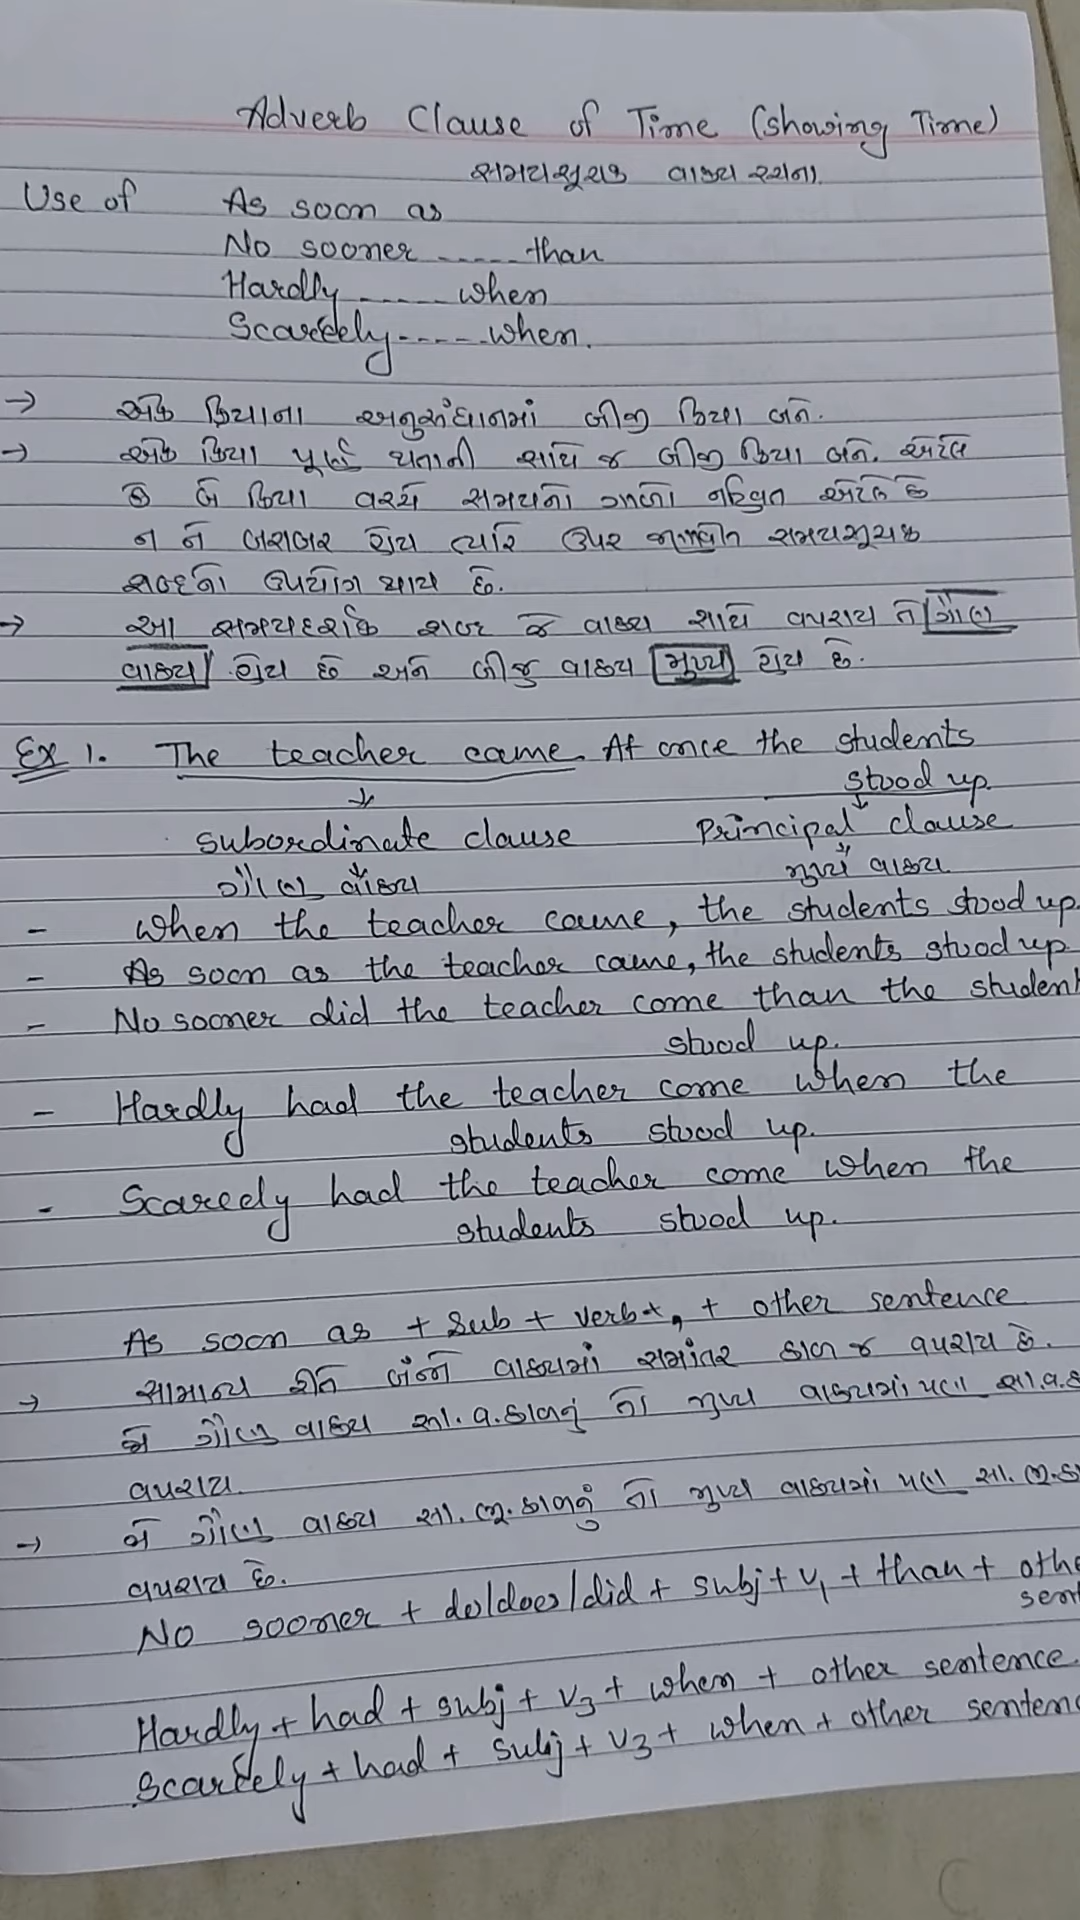 Adverb Clause of Time (showing Time)
સમયસૂચક વાક્ય રચના
Use of As soon as
No sooner ----- than
Hardly ----- when
Scarcely ----- when.
→ એક ક્રિયાના અનુસંધાનમાં બીજી ક્રિયા બને.
→ એક ક્રિયા પૂર્ણ થતાની સાથે જ બીજી ક્રિયા બને. એટલે
કે બે ક્રિયા વચ્ચે સમયનો ગાળો નહિવત એટલે કે
ન ને બરાબર હોય ત્યારે ઉપર મુજબના સમયસૂચક
શબ્દનો ઉપયોગ થાય છે.
→ આ સમયદર્શક શબ્દ જે વાક્ય સાથે વપરાય તે ગૌણ
વાક્ય હોય છે અને બીજુ વાક્ય મુખ્ય હોય છે.
Ex 1. The teacher came. At once the students
stood up.
subordinate clause Principal clause
ગૌણ વાક્ય મુખ્ય વાક્ય
- when the teacher came, the students stood up.
- As soon as the teacher came, the students stood up
- No sooner did the teacher come than the student
stood up.
- Hardly had the teacher come when the
students stood up.
- Scarcely had the teacher come when the
students stood up.
As soon as + Sub + verb+, + other sentence
→ સામાન્ય રીતે બંને વાક્યમાં સમાંતર કાળ જ વપરાય છે.
જો ગૌણ વાક્ય સા.વ.કાળનું તો મુખ્ય વાક્યમાં પણ સા.વ.ક
વપરાય.
→ જો ગૌણ વાક્ય સા.ભૂ.કાળનું તો મુખ્ય વાક્યમાં પણ સા.ભૂ.ક
વપરાય છે.
No sooner + do/does/did + subj + V1 + than + othe
sent
Hardly + had + subj + V3 + when + other sentence.
Scarcely + had + subj + V3 + when + other sentenc